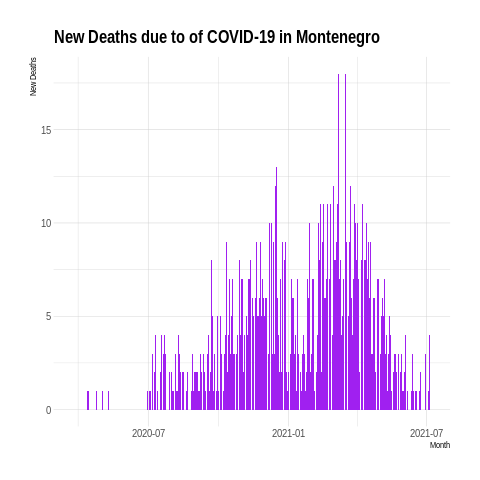 New Deaths due to of COVID-19 in Montenegro
New Deaths
15
10
5
0
2020-07
2021-01
2021-07
Month